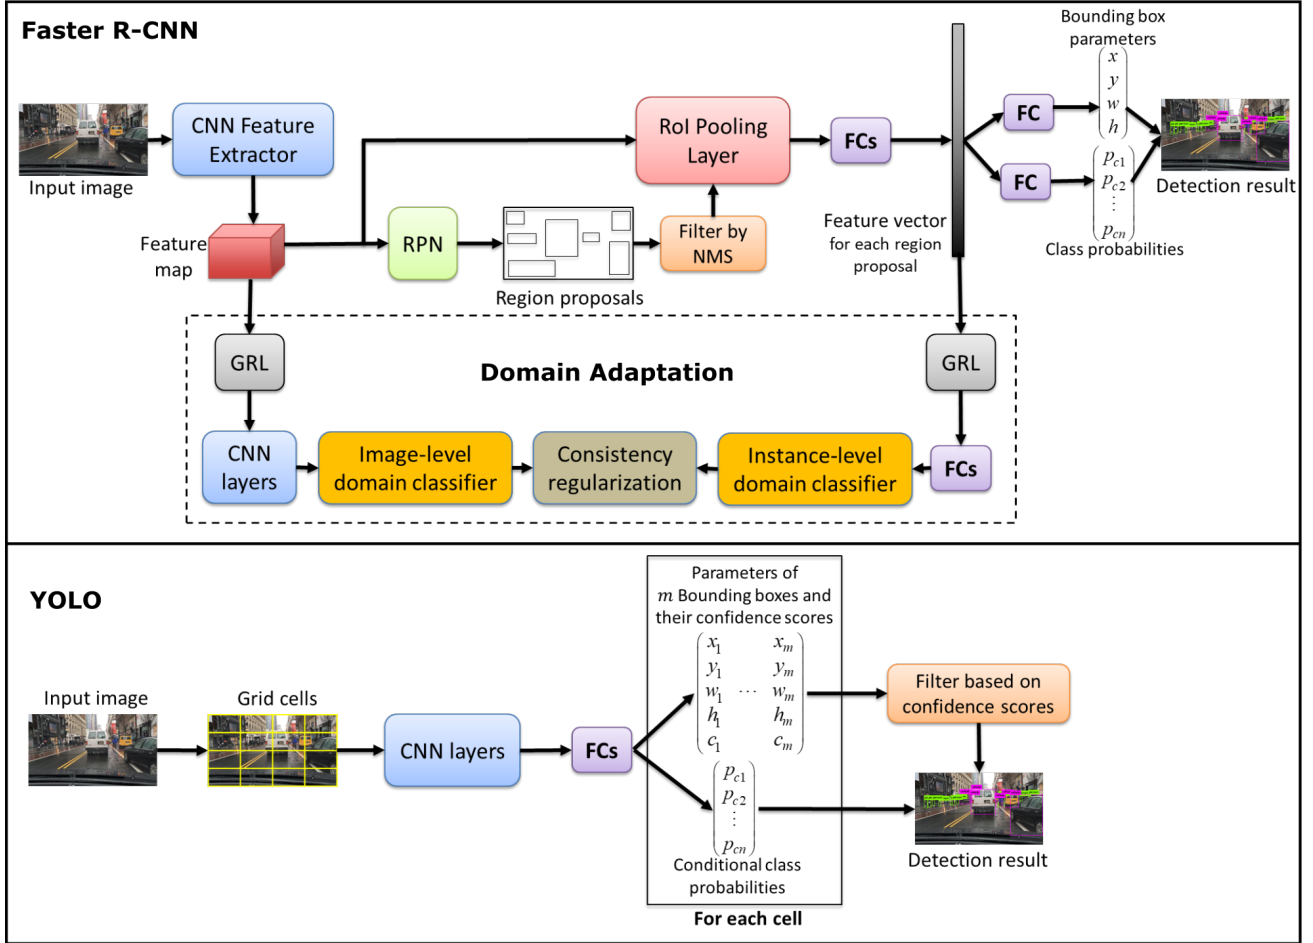 Faster R-CNN
Input image
CNN Feature
Extractor
Feature
map
RPN
Region proposals
Filter by
NMS
RoI Pooling
Layer
FCs
Feature vector
for each region
proposal
FC
FC
Bounding box
parameters
x
y
w
h
p_c1
p_c2
⋮
p_cn
Class probabilities
Detection result
Domain Adaptation
GRL
GRL
CNN
layers
Image-level
domain classifier
Consistency
regularization
Instance-level
domain classifier
FCs
YOLO
Input image
Grid cells
CNN layers
FCs
Parameters of
m Bounding boxes and
their confidence scores
x_1 x_m
y_1 y_m
w_1 ⋯ w_m
h_1 h_m
c_1 c_m
p_c1
p_c2
⋮
p_cn
Conditional class
probabilities
For each cell
Filter based on
confidence scores
Detection result